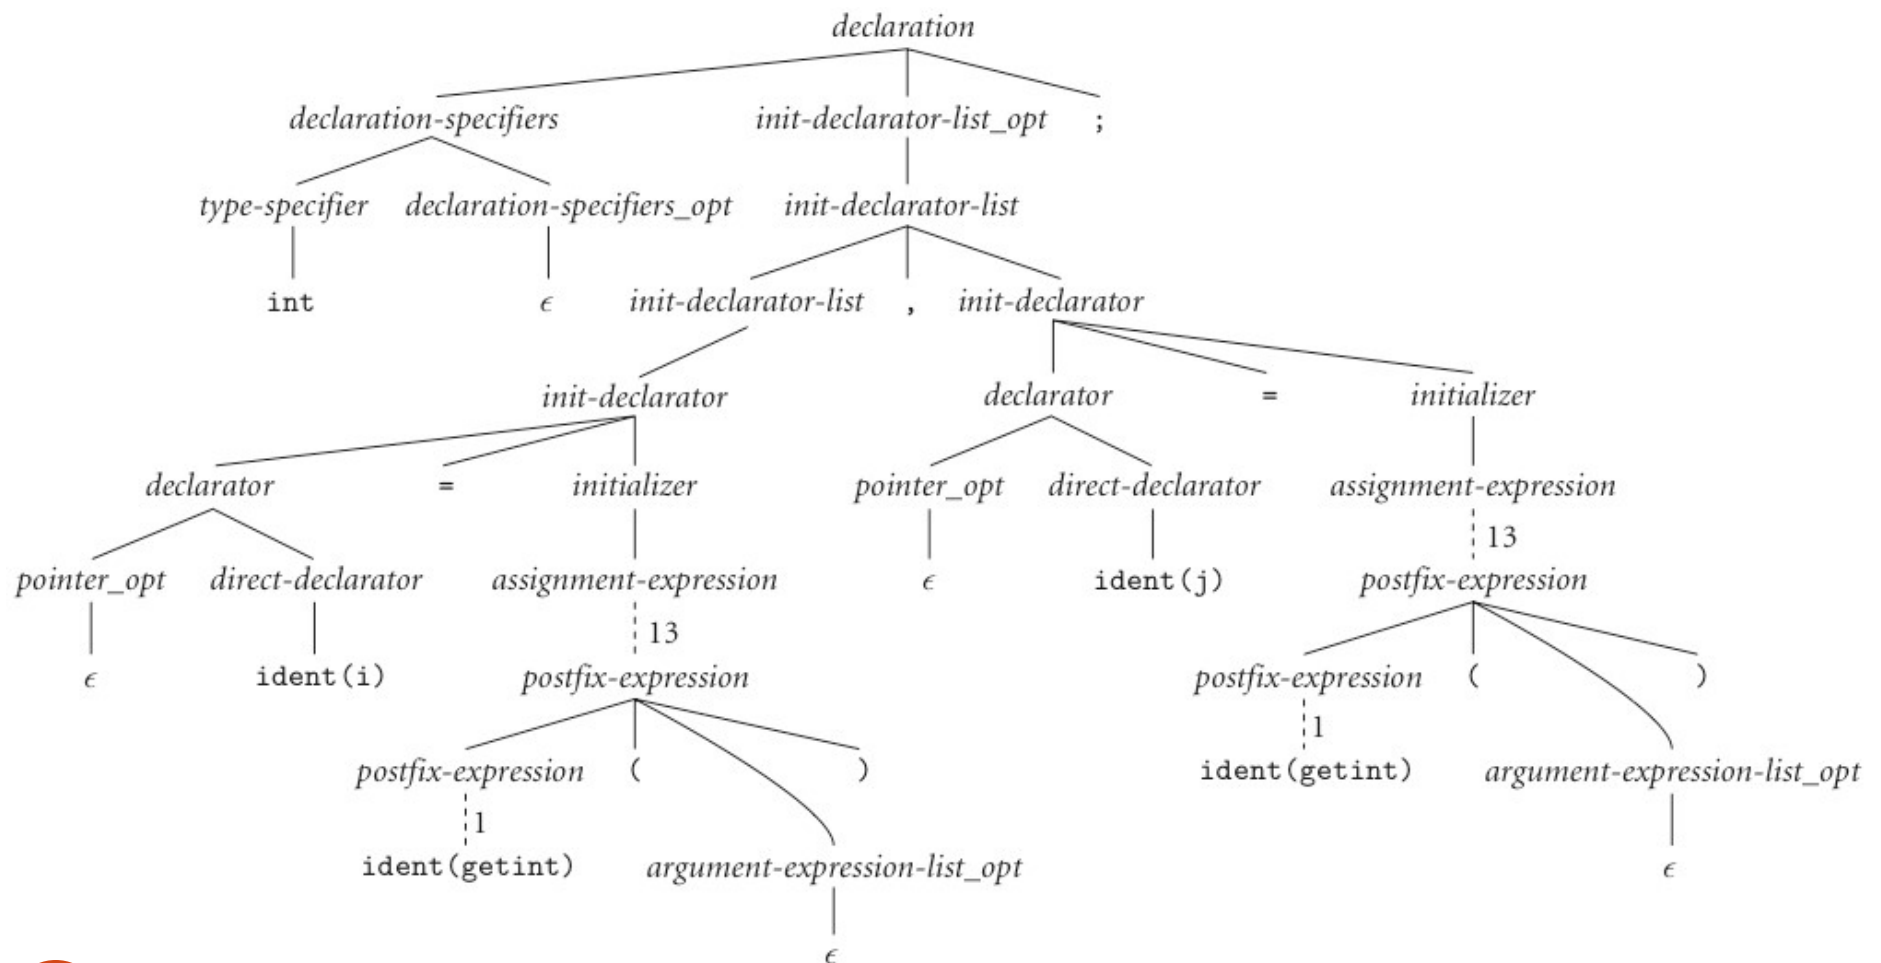 declaration
declaration-specifiers init-declarator-list_opt ;
type-specifier declaration-specifiers_opt init-declarator-list
int ϵ init-declarator-list , init-declarator
init-declarator declarator = initializer
declarator = initializer pointer_opt direct-declarator assignment-expression
13
pointer_opt direct-declarator assignment-expression ϵ ident(j) postfix-expression
13
ϵ ident(i) postfix-expression postfix-expression ( )
1
postfix-expression ( ) ident(getint) argument-expression-list_opt
1
ident(getint) argument-expression-list_opt ϵ
ϵ